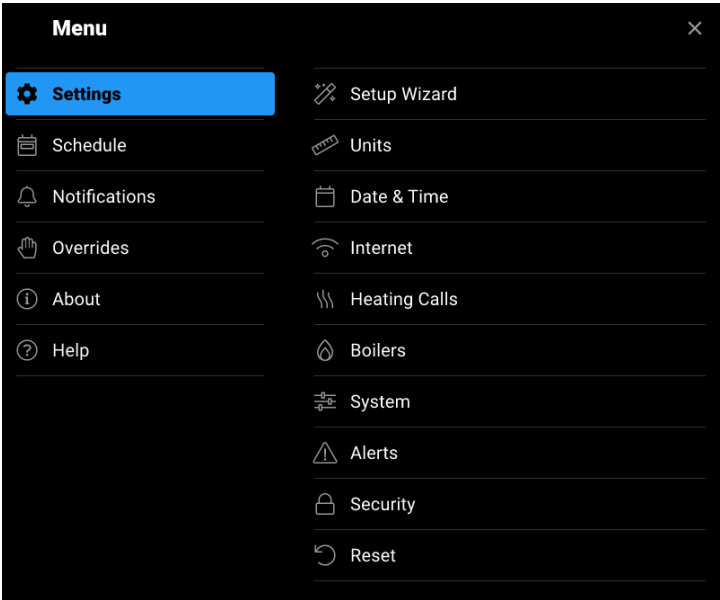 Menu
Settings
Schedule
Notifications
Overrides
About
Help
Setup Wizard
Units
Date & Time
Internet
Heating Calls
Boilers
System
Alerts
Security
Reset